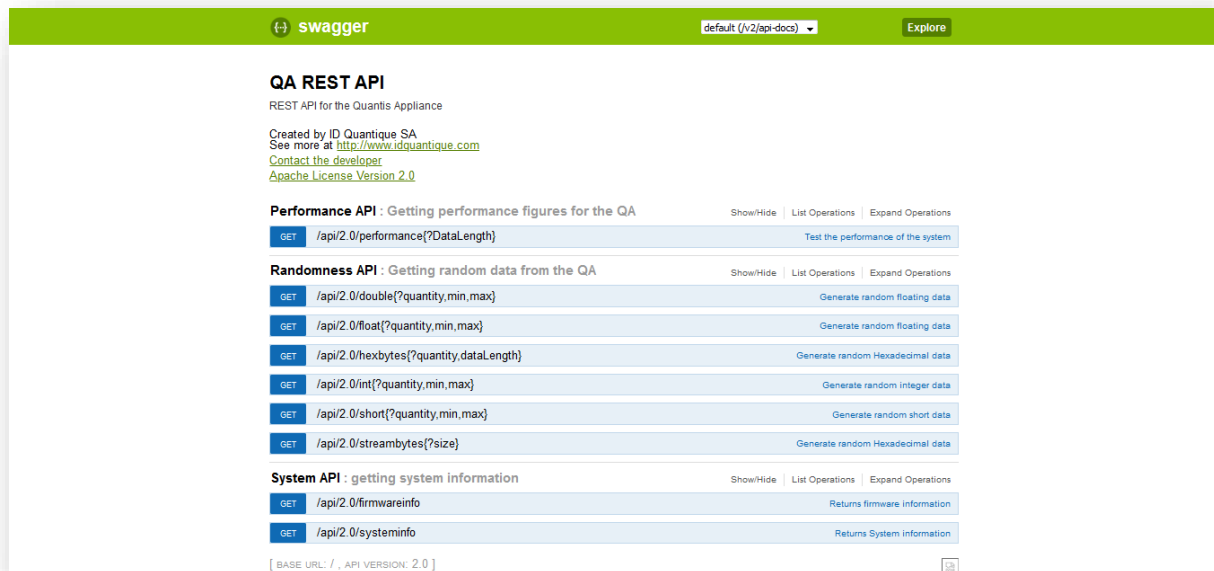 {···} swagger default (/v2/api-docs) Explore
QA REST API
REST API for the Quantis Appliance
Created by ID Quantique SA
See more at http://www.idquantique.com
Contact the developer
Apache License Version 2.0
Performance API : Getting performance figures for the QA Show/Hide List Operations Expand Operations
GET /api/2.0/performance{?DataLength} Test the performance of the system
Randomness API : Getting random data from the QA Show/Hide List Operations Expand Operations
GET /api/2.0/double{?quantity,min,max} Generate random floating data
GET /api/2.0/float{?quantity,min,max} Generate random floating data
GET /api/2.0/hexbytes{?quantity,dataLength} Generate random Hexadecimal data
GET /api/2.0/int{?quantity,min,max} Generate random integer data
GET /api/2.0/short{?quantity,min,max} Generate random short data
GET /api/2.0/streambytes{?size} Generate random Hexadecimal data
System API : getting system information Show/Hide List Operations Expand Operations
GET /api/2.0/firmwareinfo Returns firmware information
GET /api/2.0/systeminfo Returns System information
[ BASE URL: / , API VERSION: 2.0 ]